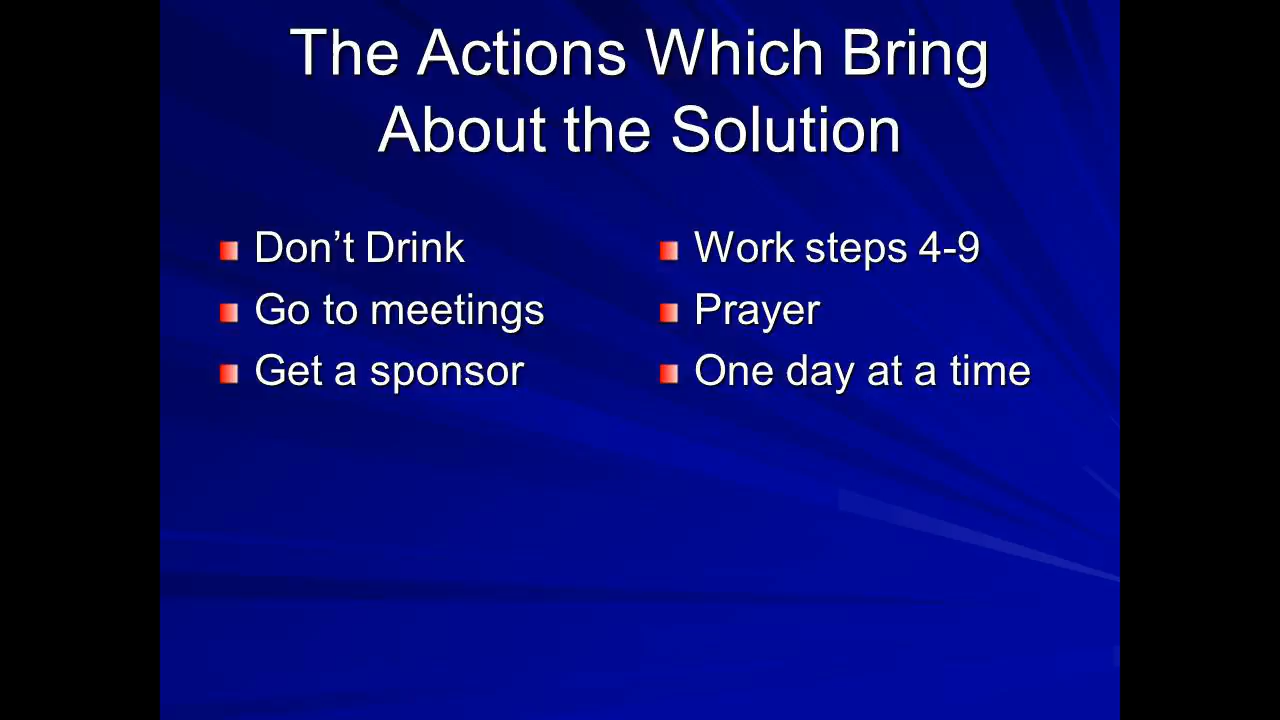 The Actions Which Bring
About the Solution
Don’t Drink
Go to meetings
Get a sponsor
Work steps 4-9
Prayer
One day at a time